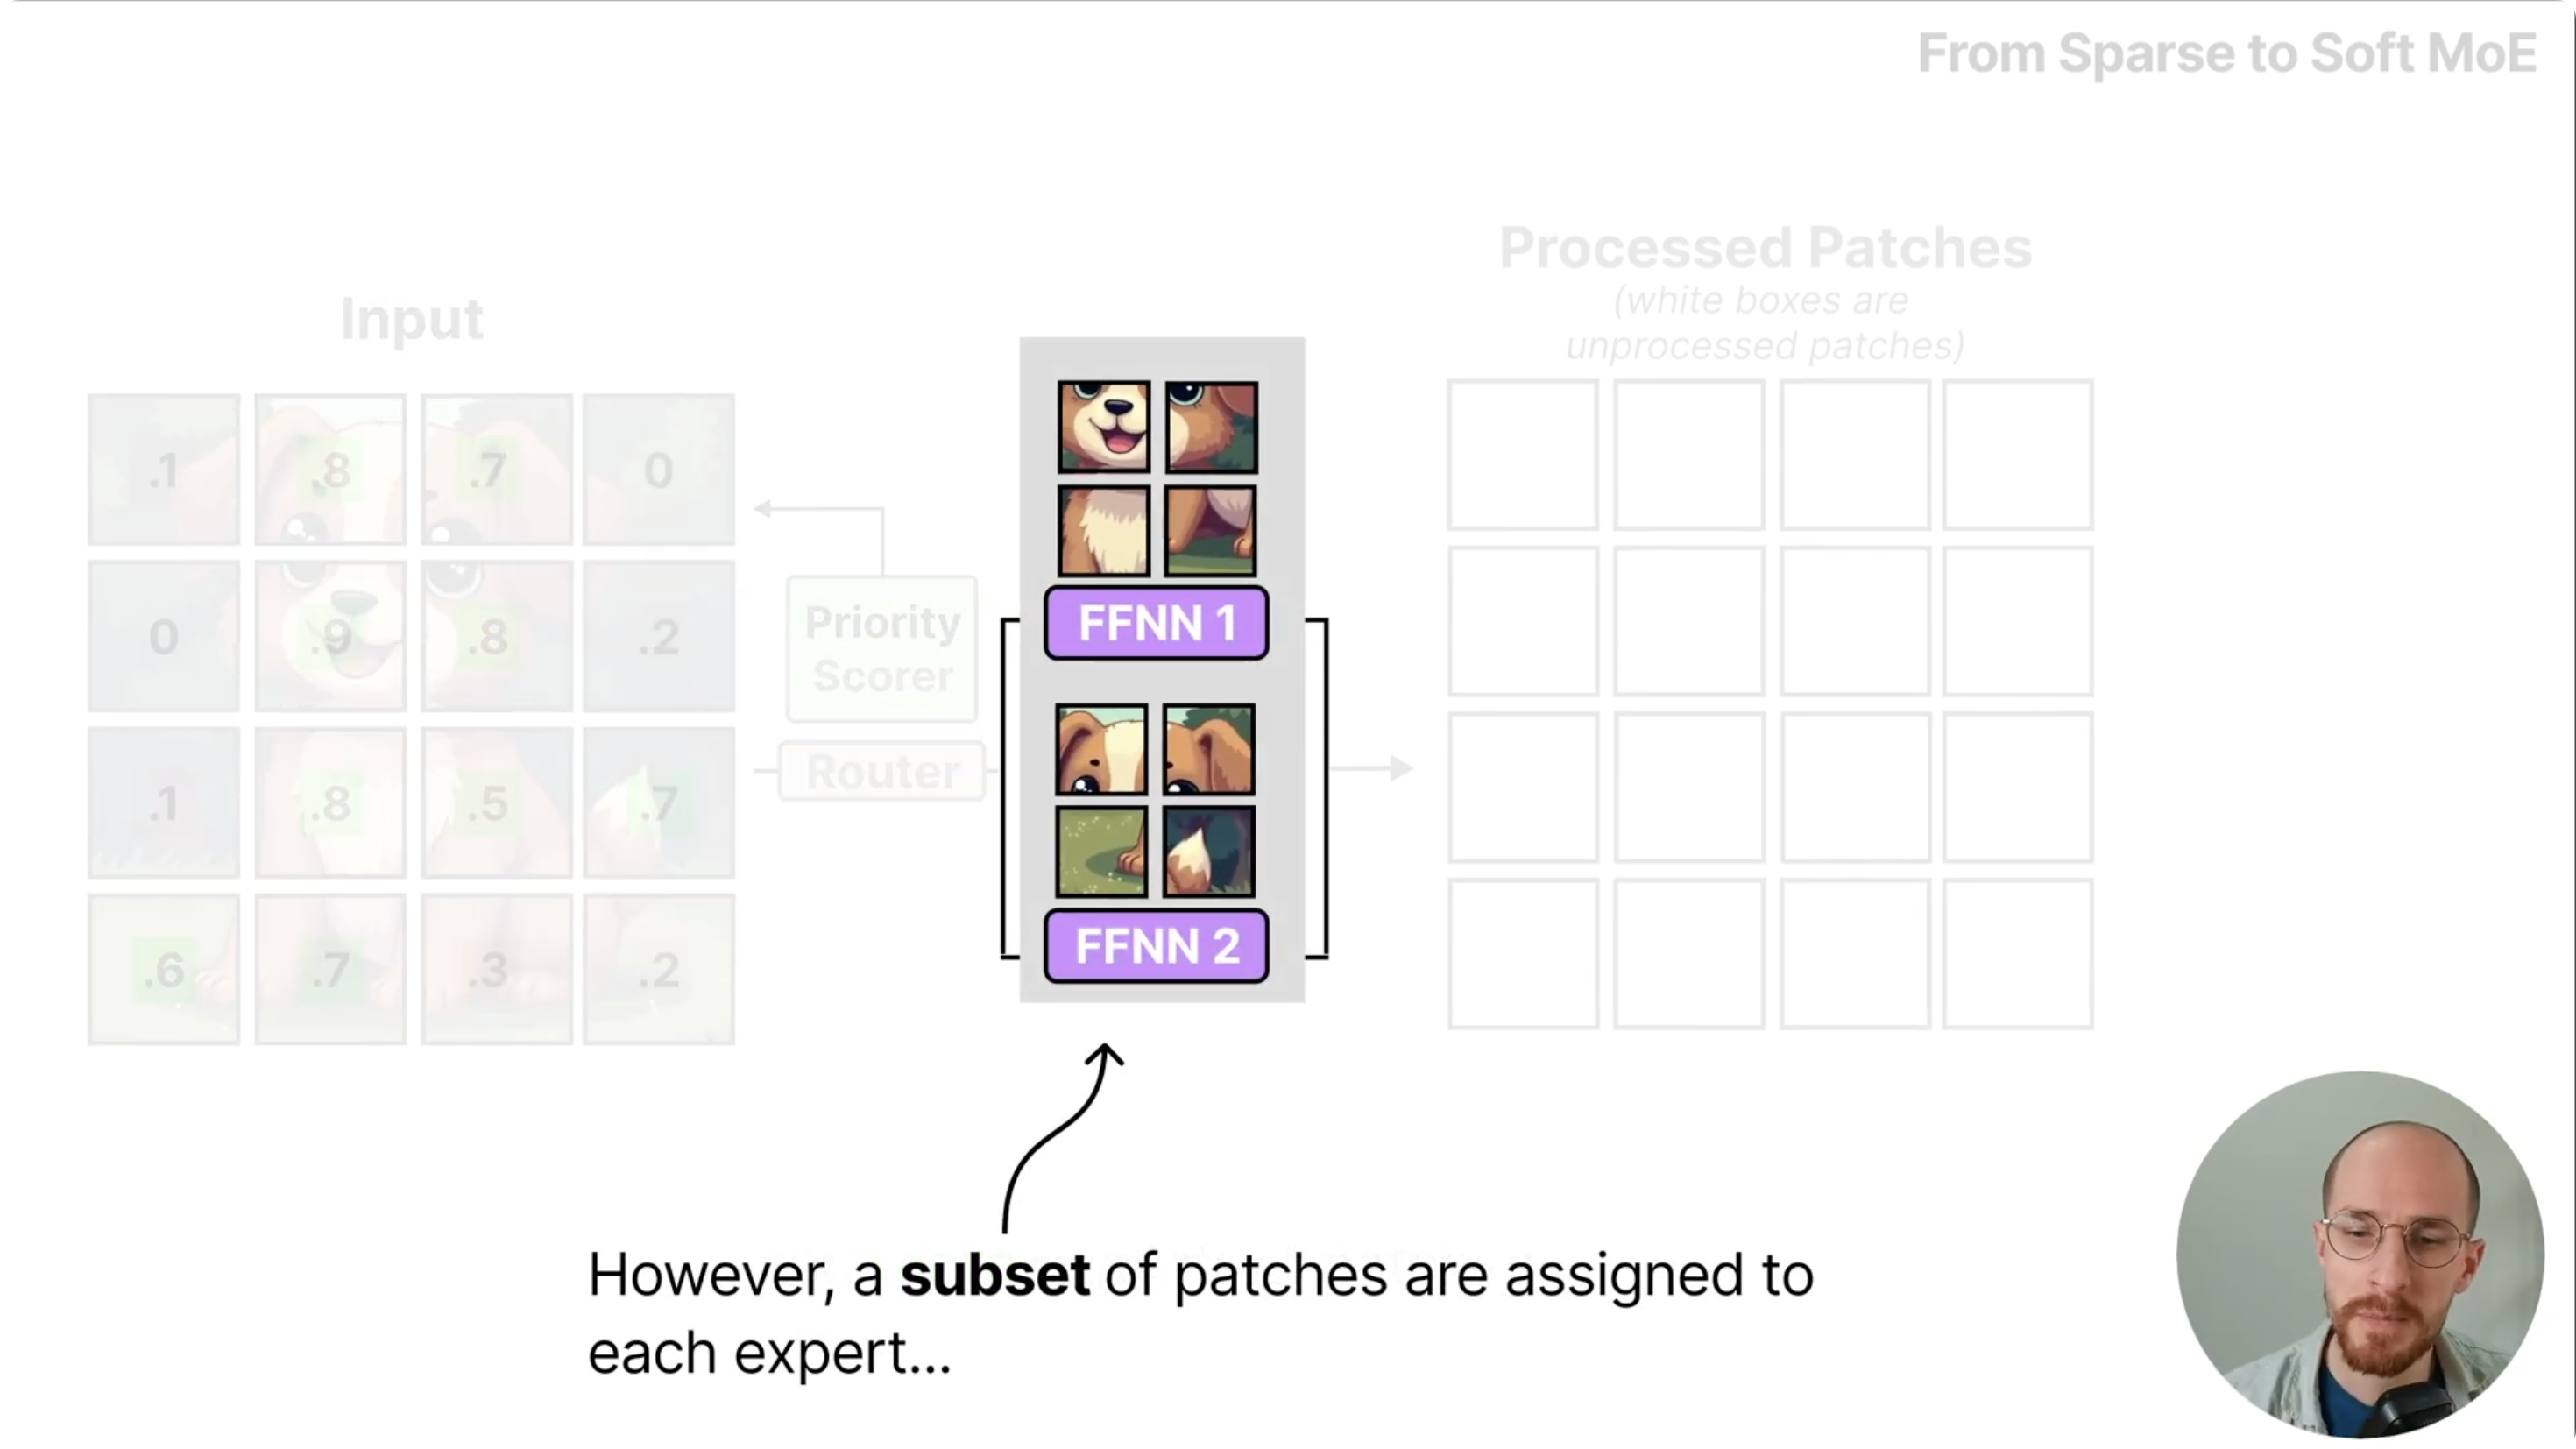 From Sparse to Soft MoE
Input
.1 .8 .7 0
0 .9 .8 .2
.1 .8 .5 .7
.6 .7 .3 .2
Priority
Scorer
Router
FFNN 1
FFNN 2
Processed Patches
(white boxes are
unprocessed patches)
However, a subset of patches are assigned to
each expert...